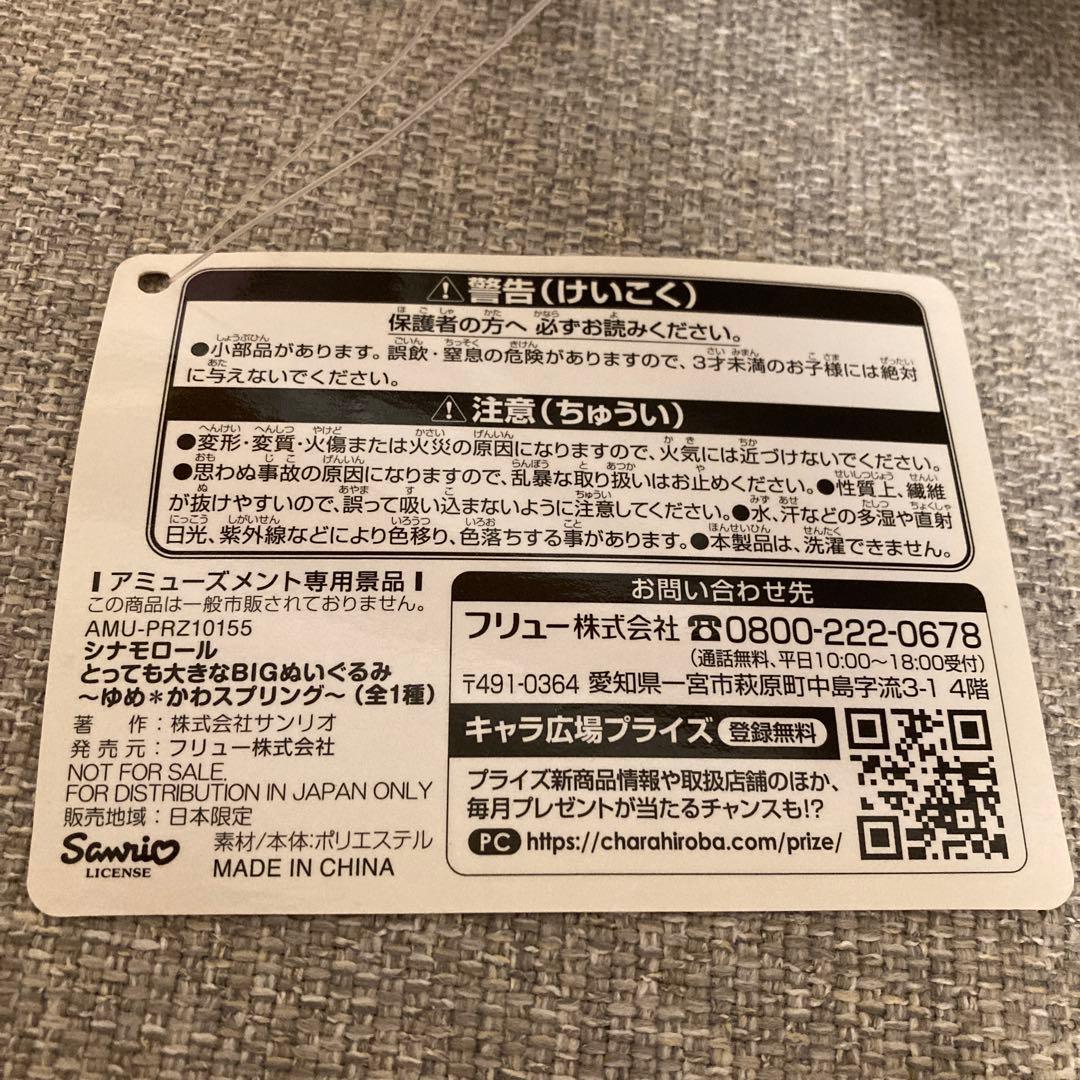 警告(けいこく)
保護者の方へ 必ずお読みください。
●小部品があります。誤飲・窒息の危険がありますので、3才未満のお子様には絶対
に与えないでください。
注意(ちゅうい)
●変形・変質・火傷または火災の原因になりますので、火気には近づけないでください。
●思わぬ事故の原因になりますので、乱暴な取り扱いはお止めください。●性質上、繊維
が抜けやすいので、誤って吸い込まないように注意してください。●水、汗などの多湿や直射
日光、紫外線などにより色移り、色落ちする事があります。●本製品は、洗濯できません。
アミューズメント専用景品
この商品は一般市販されておりません。
AMU-PRZ10155
シナモロール
とっても大きなBIGぬいぐるみ
～ゆめ＊かわスプリング～(全1種)
著 作：株式会社サンリオ
発売元：フリュー株式会社
NOT FOR SALE.
FOR DISTRIBUTION IN JAPAN ONLY
販売地域：日本限定
Sanrio
LICENSE
素材/本体:ポリエステル
MADE IN CHINA
お問い合わせ先
フリュー株式会社 ☎0800-222-0678
(通話無料、平日10:00～18:00受付)
〒491-0364 愛知県一宮市萩原町中島字流3-1 4階
キャラ広場プライズ 登録無料
プライズ新商品情報や取扱店舗のほか、
毎月プレゼントが当たるチャンスも!?
PC https://charahiroba.com/prize/